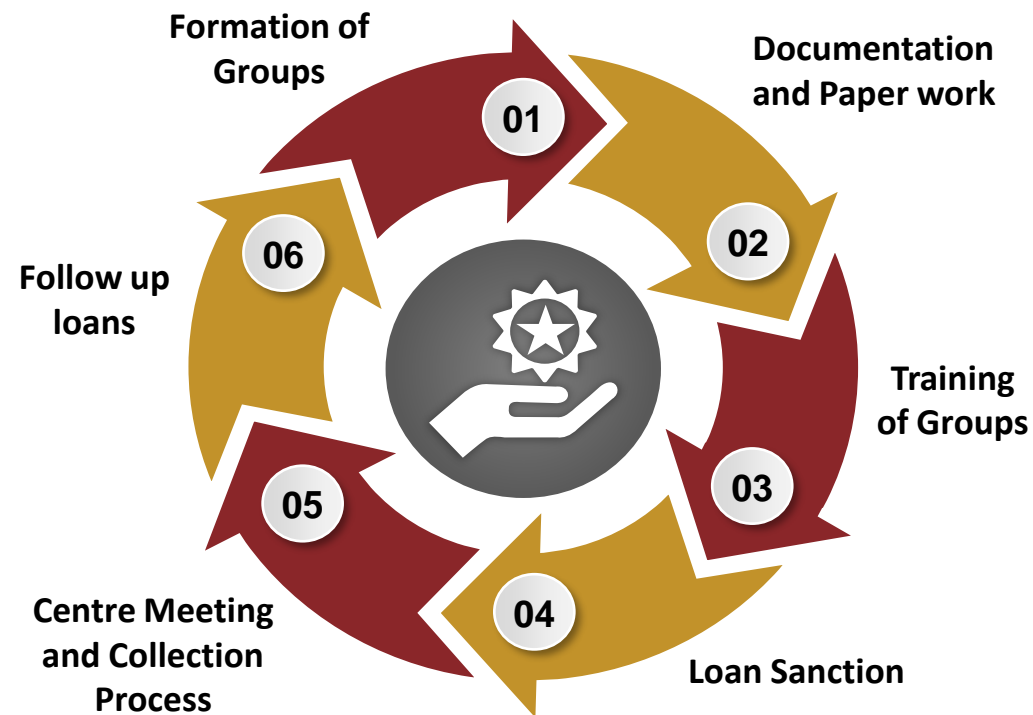 Formation of
Groups
01
Documentation
and Paper work
02
Training
of Groups
03
Loan Sanction
04
Centre Meeting
and Collection
Process
05
Follow up
loans
06